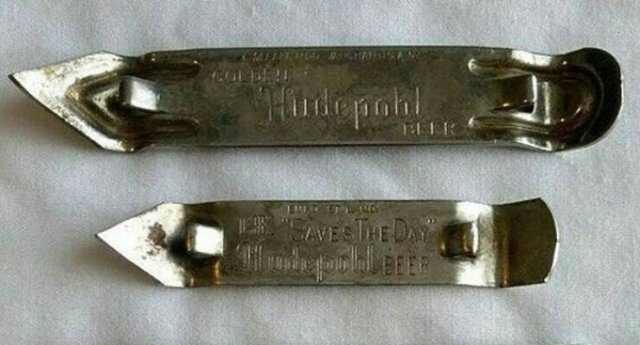 GOLDEN
Hudepohl
BEER
"SAVES THE DAY"
Hudepohl BEER